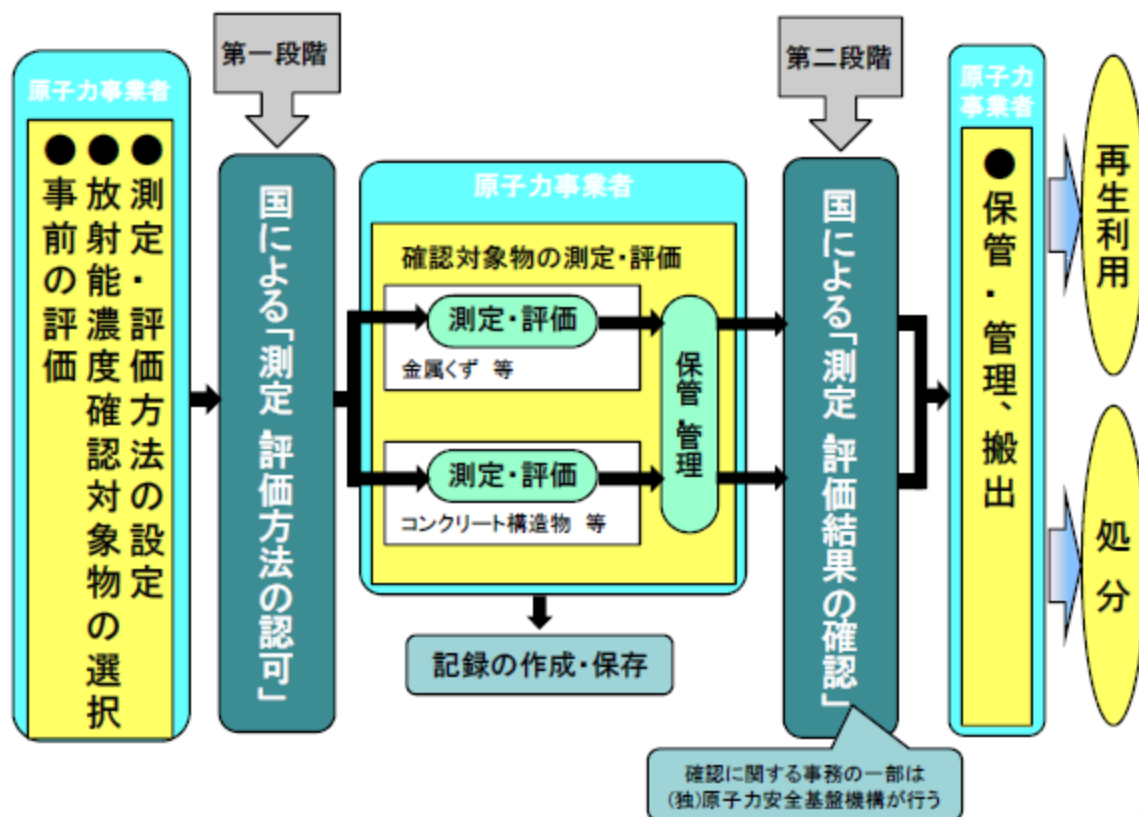 第一段階
第二段階
原子力事業者
●事前の評価
●放射能濃度確認対象物の選択
●測定・評価方法の設定
国による「測定・評価方法の認可」
原子力事業者
確認対象物の測定・評価
測定・評価
金属くず 等
測定・評価
コンクリート構造物 等
保管・管理
記録の作成・保存
国による「測定・評価結果の確認」
確認に関する事務の一部は
(独)原子力安全基盤機構が行う
原子力
事業者
●保管・管理、搬出
再生利用
処分